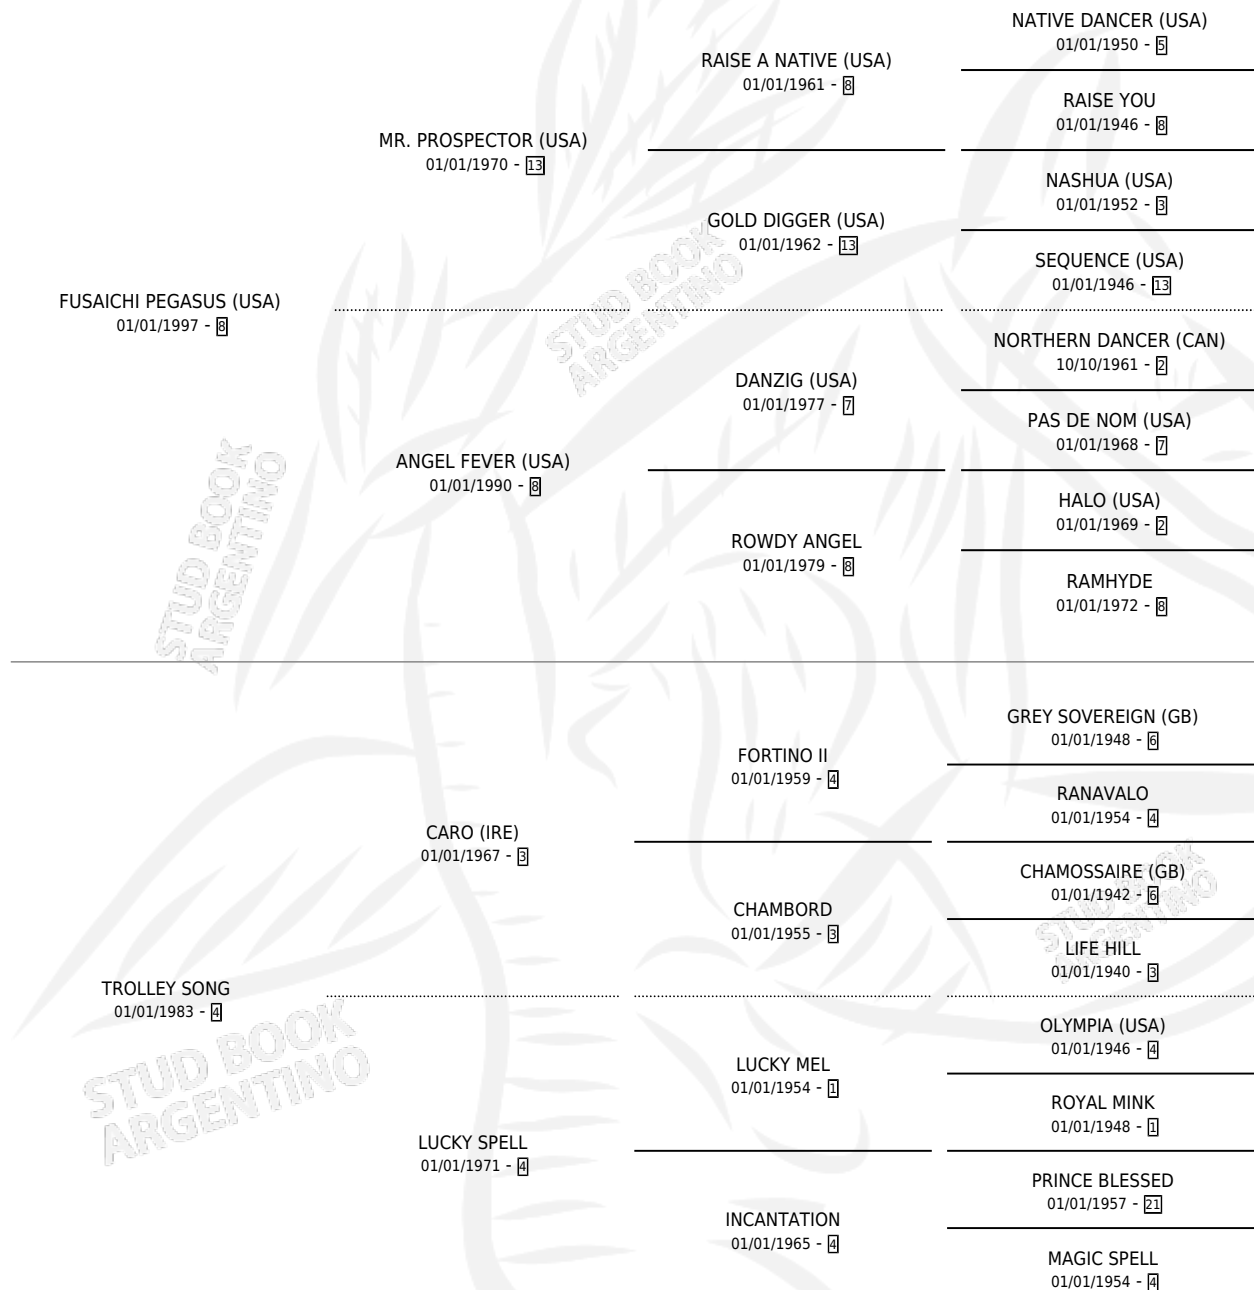 NATIVE DANCER (USA)
01/01/1950 - 5
RAISE A NATIVE (USA)
01/01/1961 - 8
RAISE YOU
01/01/1946 - 8
MR. PROSPECTOR (USA)
01/01/1970 - 13
NASHUA (USA)
01/01/1952 - 3
GOLD DIGGER (USA)
01/01/1962 - 13
SEQUENCE (USA)
01/01/1946 - 13
FUSAICHI PEGASUS (USA)
01/01/1997 - 8
STUD BOOK
ARGENTINO
NORTHERN DANCER (CAN)
10/10/1961 - 2
DANZIG (USA)
01/01/1977 - 7
PAS DE NOM (USA)
01/01/1968 - 7
ANGEL FEVER (USA)
01/01/1990 - 8
HALO (USA)
01/01/1969 - 2
ROWDY ANGEL
01/01/1979 - 8
RAMHYDE
01/01/1972 - 8
STUD BOOK
ARGENTINO
GREY SOVEREIGN (GB)
01/01/1948 - 6
FORTINO II
01/01/1959 - 4
RANAVALO
01/01/1954 - 4
CARO (IRE)
01/01/1967 - 3
CHAMOSSAIRE (GB)
01/01/1942 - 6
CHAMBORD
01/01/1955 - 3
STUD BOOK
ARGENTINO
LIFE HILL
01/01/1940 - 3
TROLLEY SONG
01/01/1983 - 4
STUD BOOK
ARGENTINO
OLYMPIA (USA)
01/01/1946 - 4
LUCKY MEL
01/01/1954 - 1
ROYAL MINK
01/01/1948 - 1
LUCKY SPELL
01/01/1971 - 4
PRINCE BLESSED
01/01/1957 - 21
INCANTATION
01/01/1965 - 4
MAGIC SPELL
01/01/1954 - 4